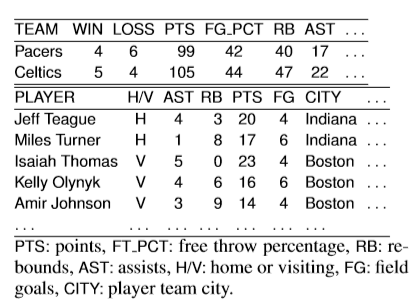 TEAM WIN LOSS PTS FG_PCT RB AST ...
Pacers 4 6 99 42 40 17 ...
Celtics 5 4 105 44 47 22 ...
PLAYER H/V AST RB PTS FG CITY ...
Jeff Teague H 4 3 20 4 Indiana ...
Miles Turner H 1 8 17 6 Indiana ...
Isaiah Thomas V 5 0 23 4 Boston ...
Kelly Olynyk V 4 6 16 6 Boston ...
Amir Johnson V 3 9 14 4 Boston ...
... ... ... ... ... ... ...
PTS: points, FT_PCT: free throw percentage, RB: re-
bounds, AST: assists, H/V: home or visiting, FG: field
goals, CITY: player team city.